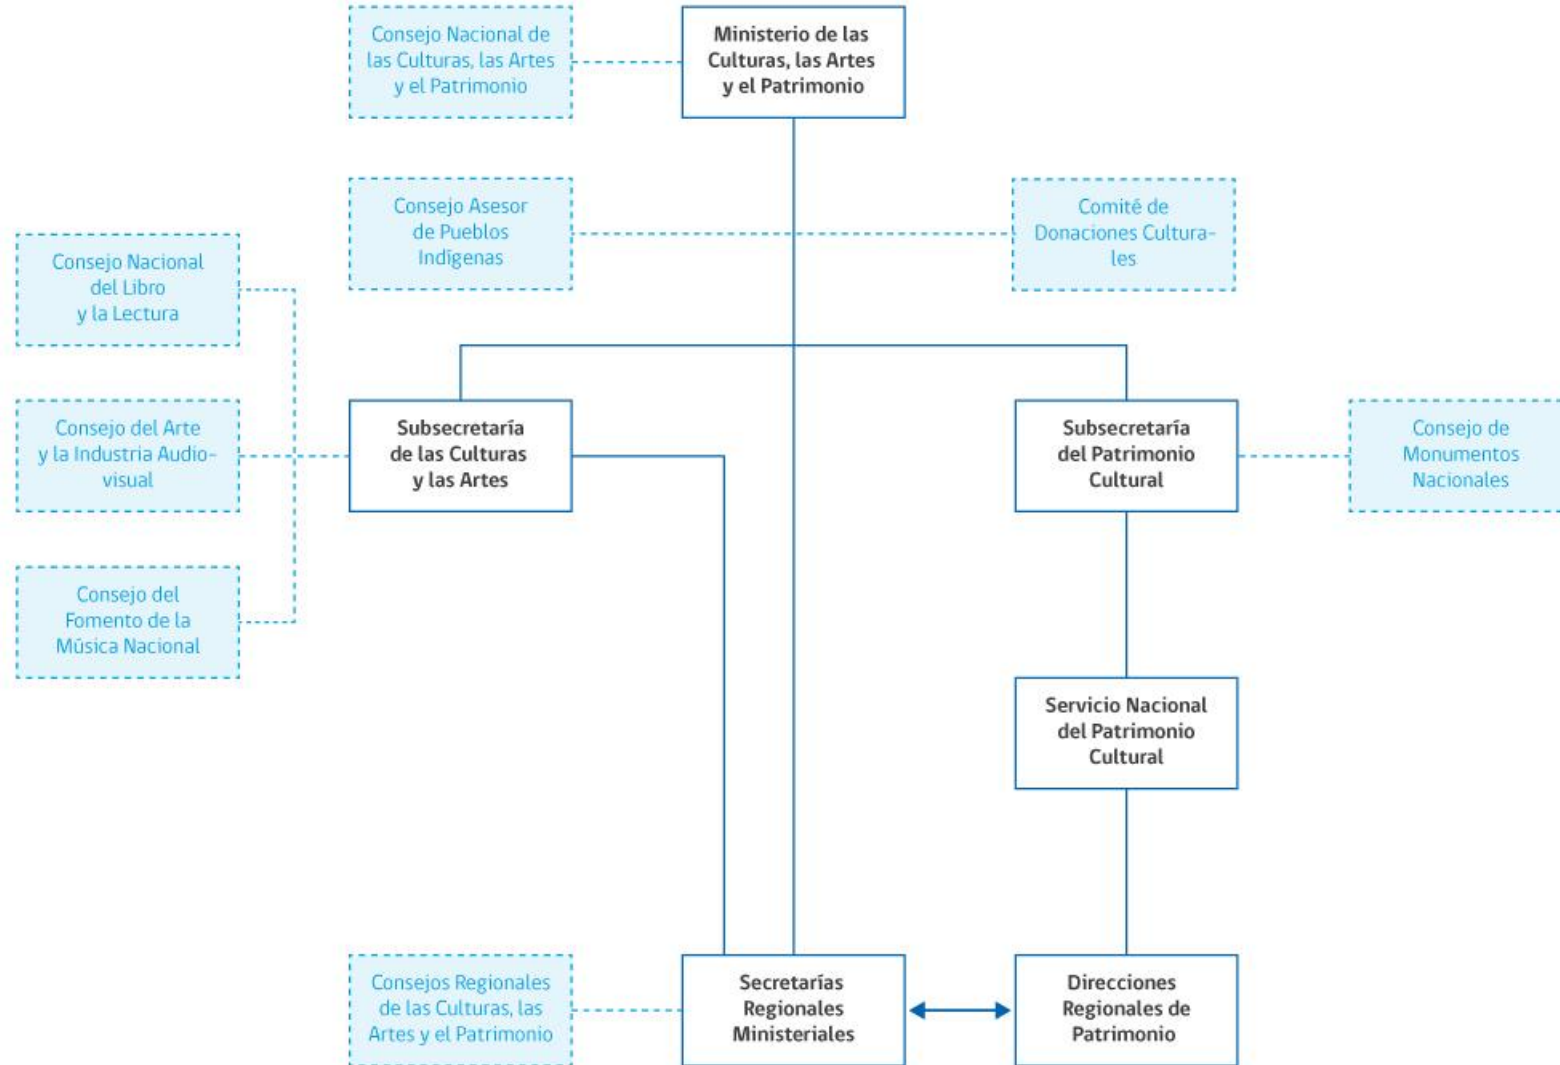 Consejo Nacional de
las Culturas, las Artes
y el Patrimonio
Ministerio de las
Culturas, las Artes
y el Patrimonio
Consejo Asesor
de Pueblos
Indígenas
Comité de
Donaciones Cultura-
les
Consejo Nacional
del Libro
y la Lectura
Consejo del Arte
y la Industria Audio-
visual
Subsecretaría
de las Culturas
y las Artes
Subsecretaría
del Patrimonio
Cultural
Consejo de
Monumentos
Nacionales
Consejo del
Fomento de la
Música Nacional
Servicio Nacional
del Patrimonio
Cultural
Consejos Regionales
de las Culturas, las
Artes y el Patrimonio
Secretarías
Regionales
Ministeriales
Direcciones
Regionales de
Patrimonio